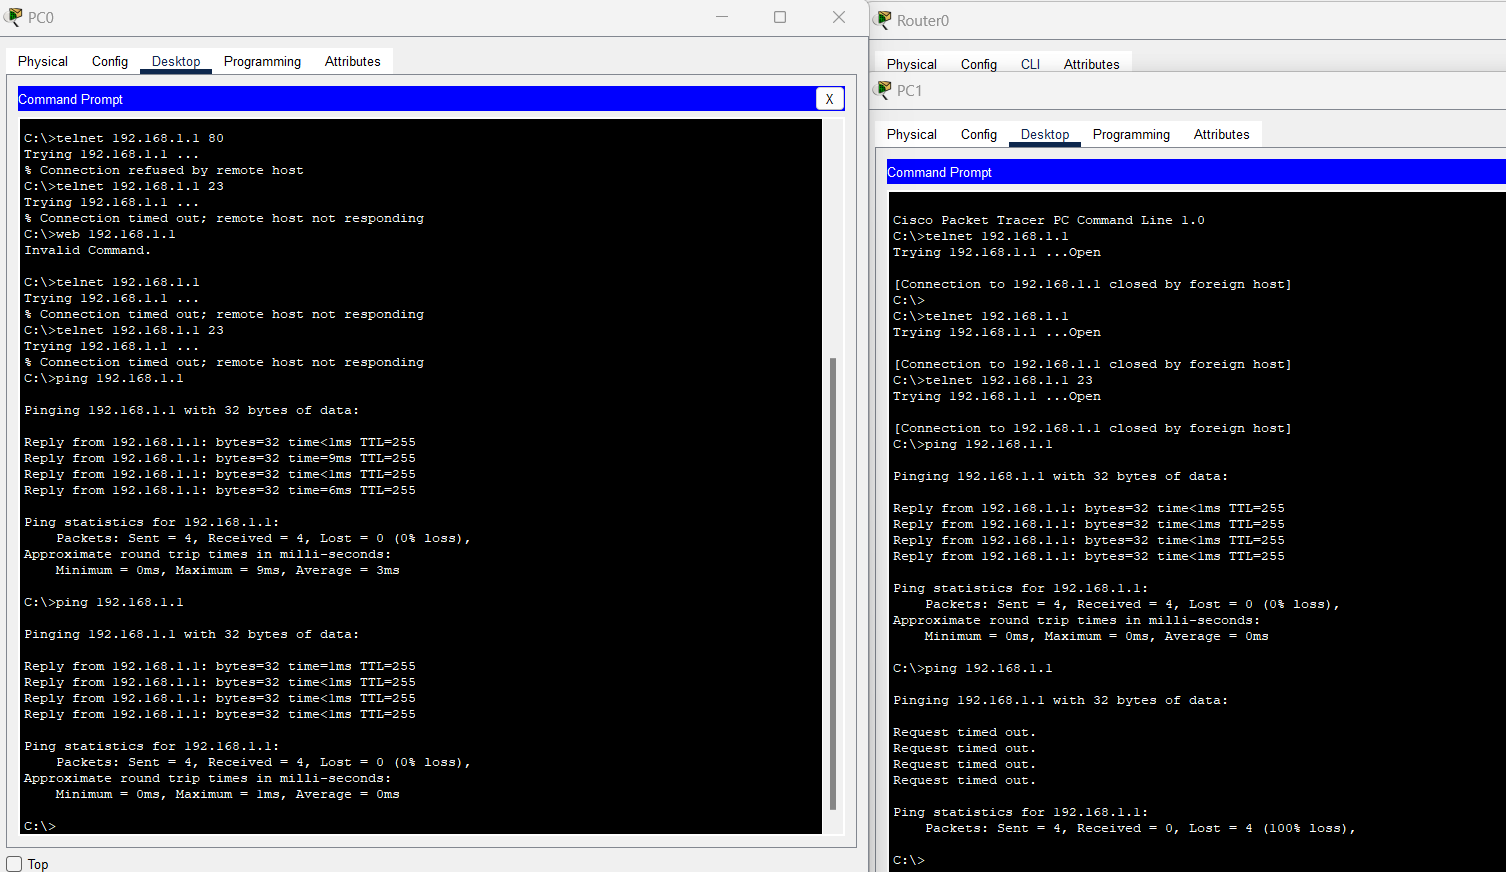 PC0
Physical Config Desktop Programming Attributes
Command Prompt
X
C:\>telnet 192.168.1.1 80
Trying 192.168.1.1 ...
% Connection refused by remote host
C:\>telnet 192.168.1.1 23
Trying 192.168.1.1 ...
% Connection timed out; remote host not responding
C:\>web 192.168.1.1
Invalid Command.
C:\>telnet 192.168.1.1
Trying 192.168.1.1 ...
% Connection timed out; remote host not responding
C:\>telnet 192.168.1.1 23
Trying 192.168.1.1 ...
% Connection timed out; remote host not responding
C:\>ping 192.168.1.1
Pinging 192.168.1.1 with 32 bytes of data:
Reply from 192.168.1.1: bytes=32 time<1ms TTL=255
Reply from 192.168.1.1: bytes=32 time=9ms TTL=255
Reply from 192.168.1.1: bytes=32 time<1ms TTL=255
Reply from 192.168.1.1: bytes=32 time=6ms TTL=255
Ping statistics for 192.168.1.1:
Packets: Sent = 4, Received = 4, Lost = 0 (0% loss),
Approximate round trip times in milli-seconds:
Minimum = 0ms, Maximum = 9ms, Average = 3ms
C:\>ping 192.168.1.1
Pinging 192.168.1.1 with 32 bytes of data:
Reply from 192.168.1.1: bytes=32 time=1ms TTL=255
Reply from 192.168.1.1: bytes=32 time<1ms TTL=255
Reply from 192.168.1.1: bytes=32 time<1ms TTL=255
Reply from 192.168.1.1: bytes=32 time<1ms TTL=255
Ping statistics for 192.168.1.1:
Packets: Sent = 4, Received = 4, Lost = 0 (0% loss),
Approximate round trip times in milli-seconds:
Minimum = 0ms, Maximum = 1ms, Average = 0ms
C:\>
Top
Router0
Physical Config CLI Attributes
PC1
Physical Config Desktop Programming Attributes
Command Prompt
Cisco Packet Tracer PC Command Line 1.0
C:\>telnet 192.168.1.1
Trying 192.168.1.1 ...Open
[Connection to 192.168.1.1 closed by foreign host]
C:\>
C:\>telnet 192.168.1.1
Trying 192.168.1.1 ...Open
[Connection to 192.168.1.1 closed by foreign host]
C:\>telnet 192.168.1.1 23
Trying 192.168.1.1 ...Open
[Connection to 192.168.1.1 closed by foreign host]
C:\>ping 192.168.1.1
Pinging 192.168.1.1 with 32 bytes of data:
Reply from 192.168.1.1: bytes=32 time<1ms TTL=255
Reply from 192.168.1.1: bytes=32 time<1ms TTL=255
Reply from 192.168.1.1: bytes=32 time<1ms TTL=255
Reply from 192.168.1.1: bytes=32 time<1ms TTL=255
Ping statistics for 192.168.1.1:
Packets: Sent = 4, Received = 4, Lost = 0 (0% loss),
Approximate round trip times in milli-seconds:
Minimum = 0ms, Maximum = 0ms, Average = 0ms
C:\>ping 192.168.1.1
Pinging 192.168.1.1 with 32 bytes of data:
Request timed out.
Request timed out.
Request timed out.
Request timed out.
Ping statistics for 192.168.1.1:
Packets: Sent = 4, Received = 0, Lost = 4 (100% loss),
C:\>